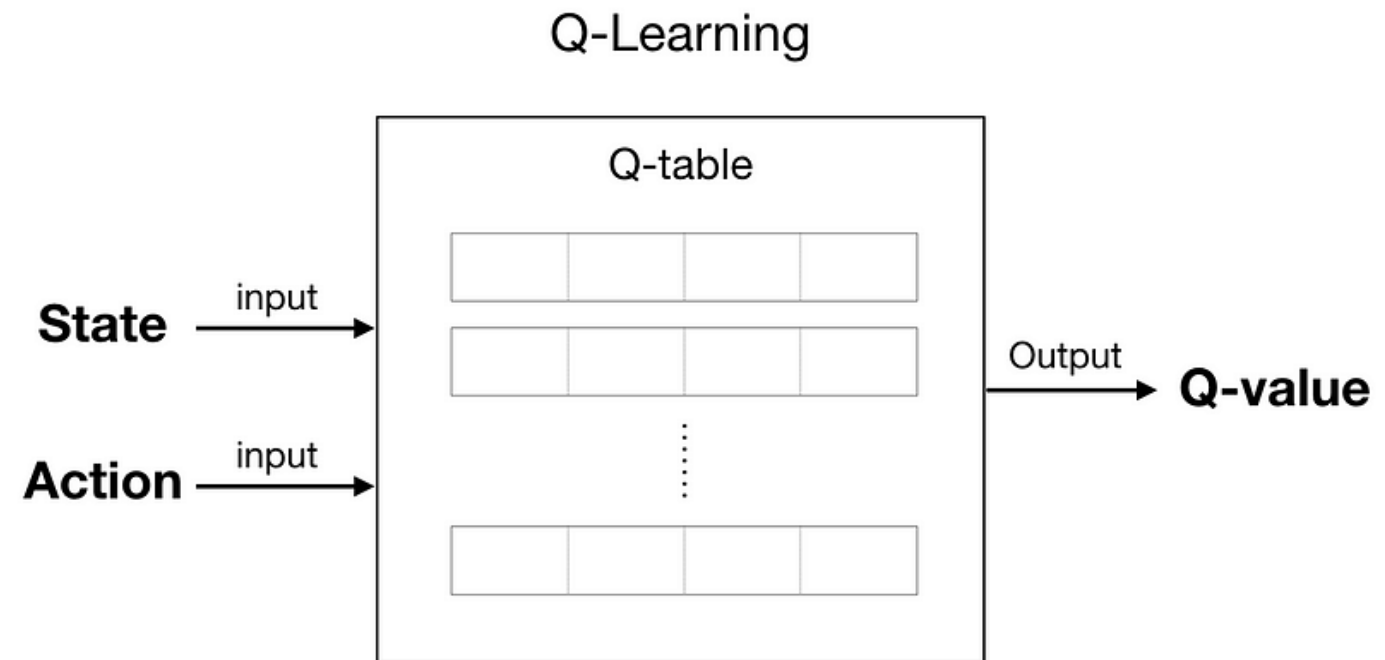 Q-Learning
Q-table
input
State
input
Action
Output
Q-value